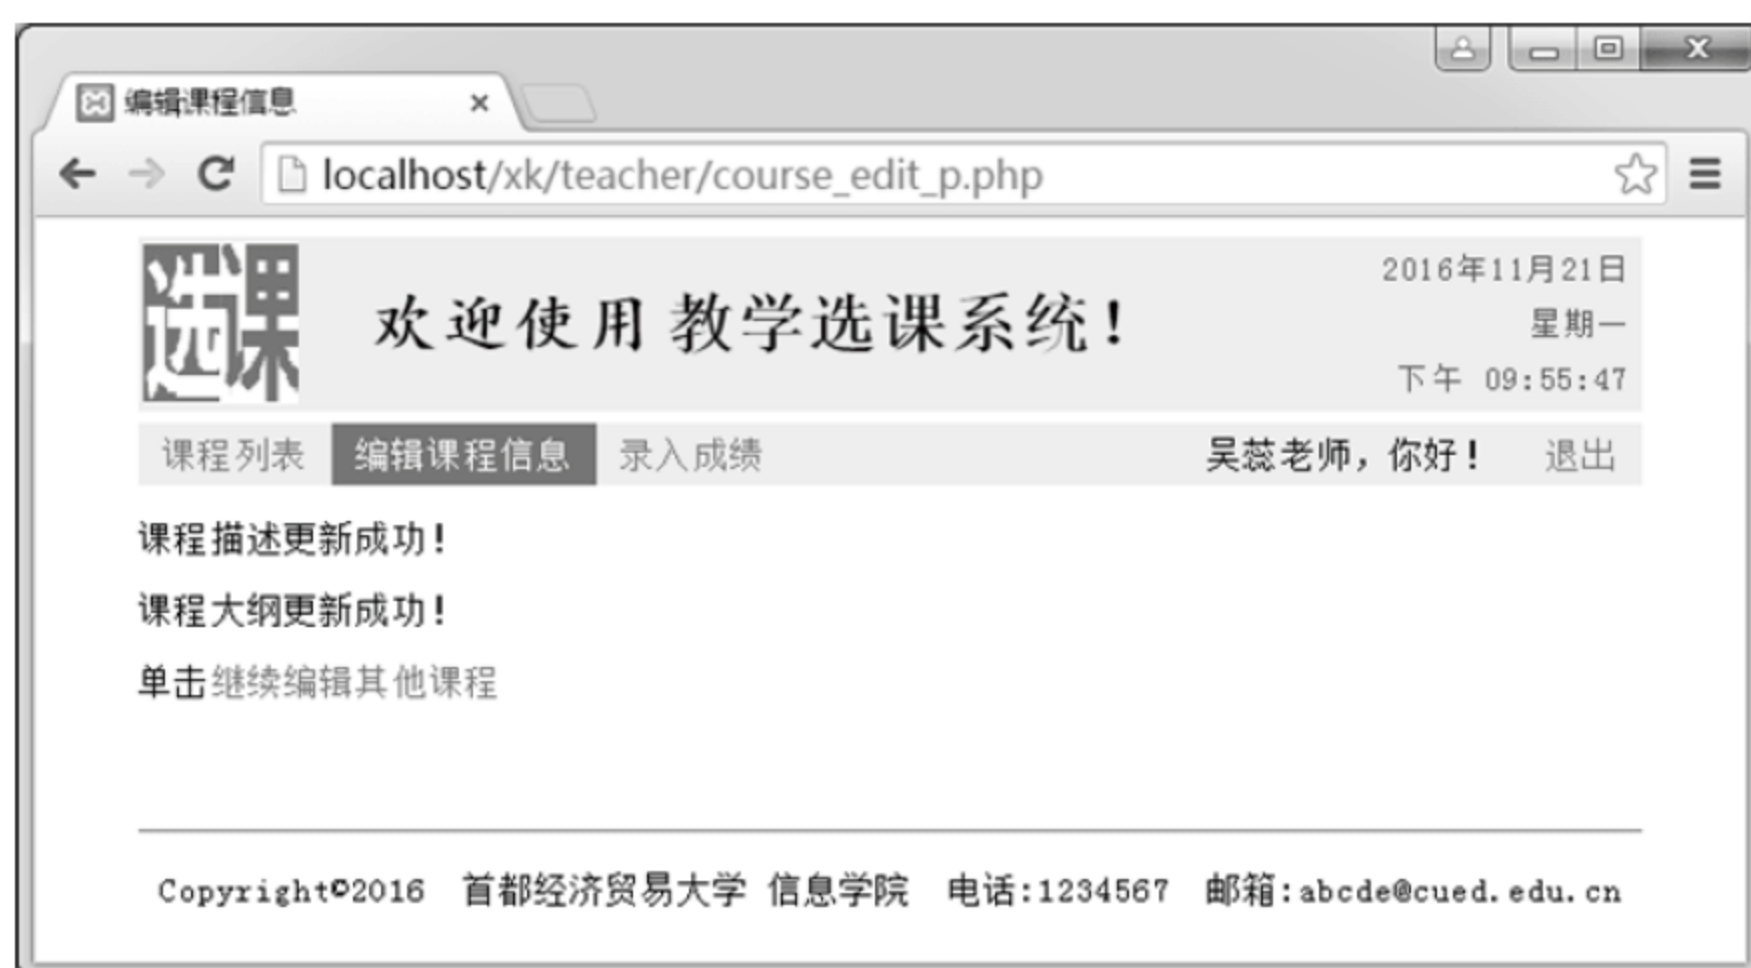 编辑课程信息
localhost/xk/teacher/course_edit_p.php
选课
欢迎使用教学选课系统!
2016年11月21日
星期一
下午 09:55:47
课程列表 编辑课程信息 录入成绩 吴蕊老师，你好! 退出
课程描述更新成功!
课程大纲更新成功!
单击继续编辑其他课程
Copyright©2016 首都经济贸易大学 信息学院 电话:1234567 邮箱:abcde@cued.edu.cn